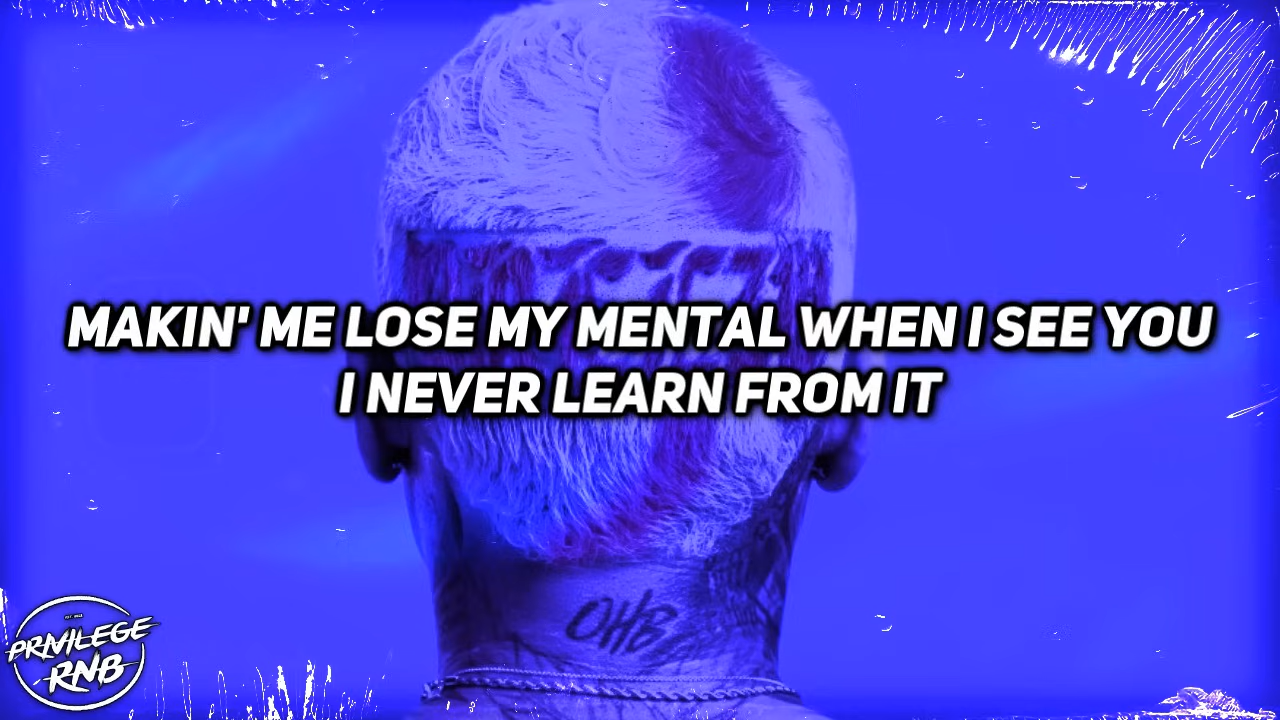 MAKIN' ME LOSE MY MENTAL WHEN I SEE YOU
I NEVER LEARN FROM IT
OHB
PRIVILEGE
RNB